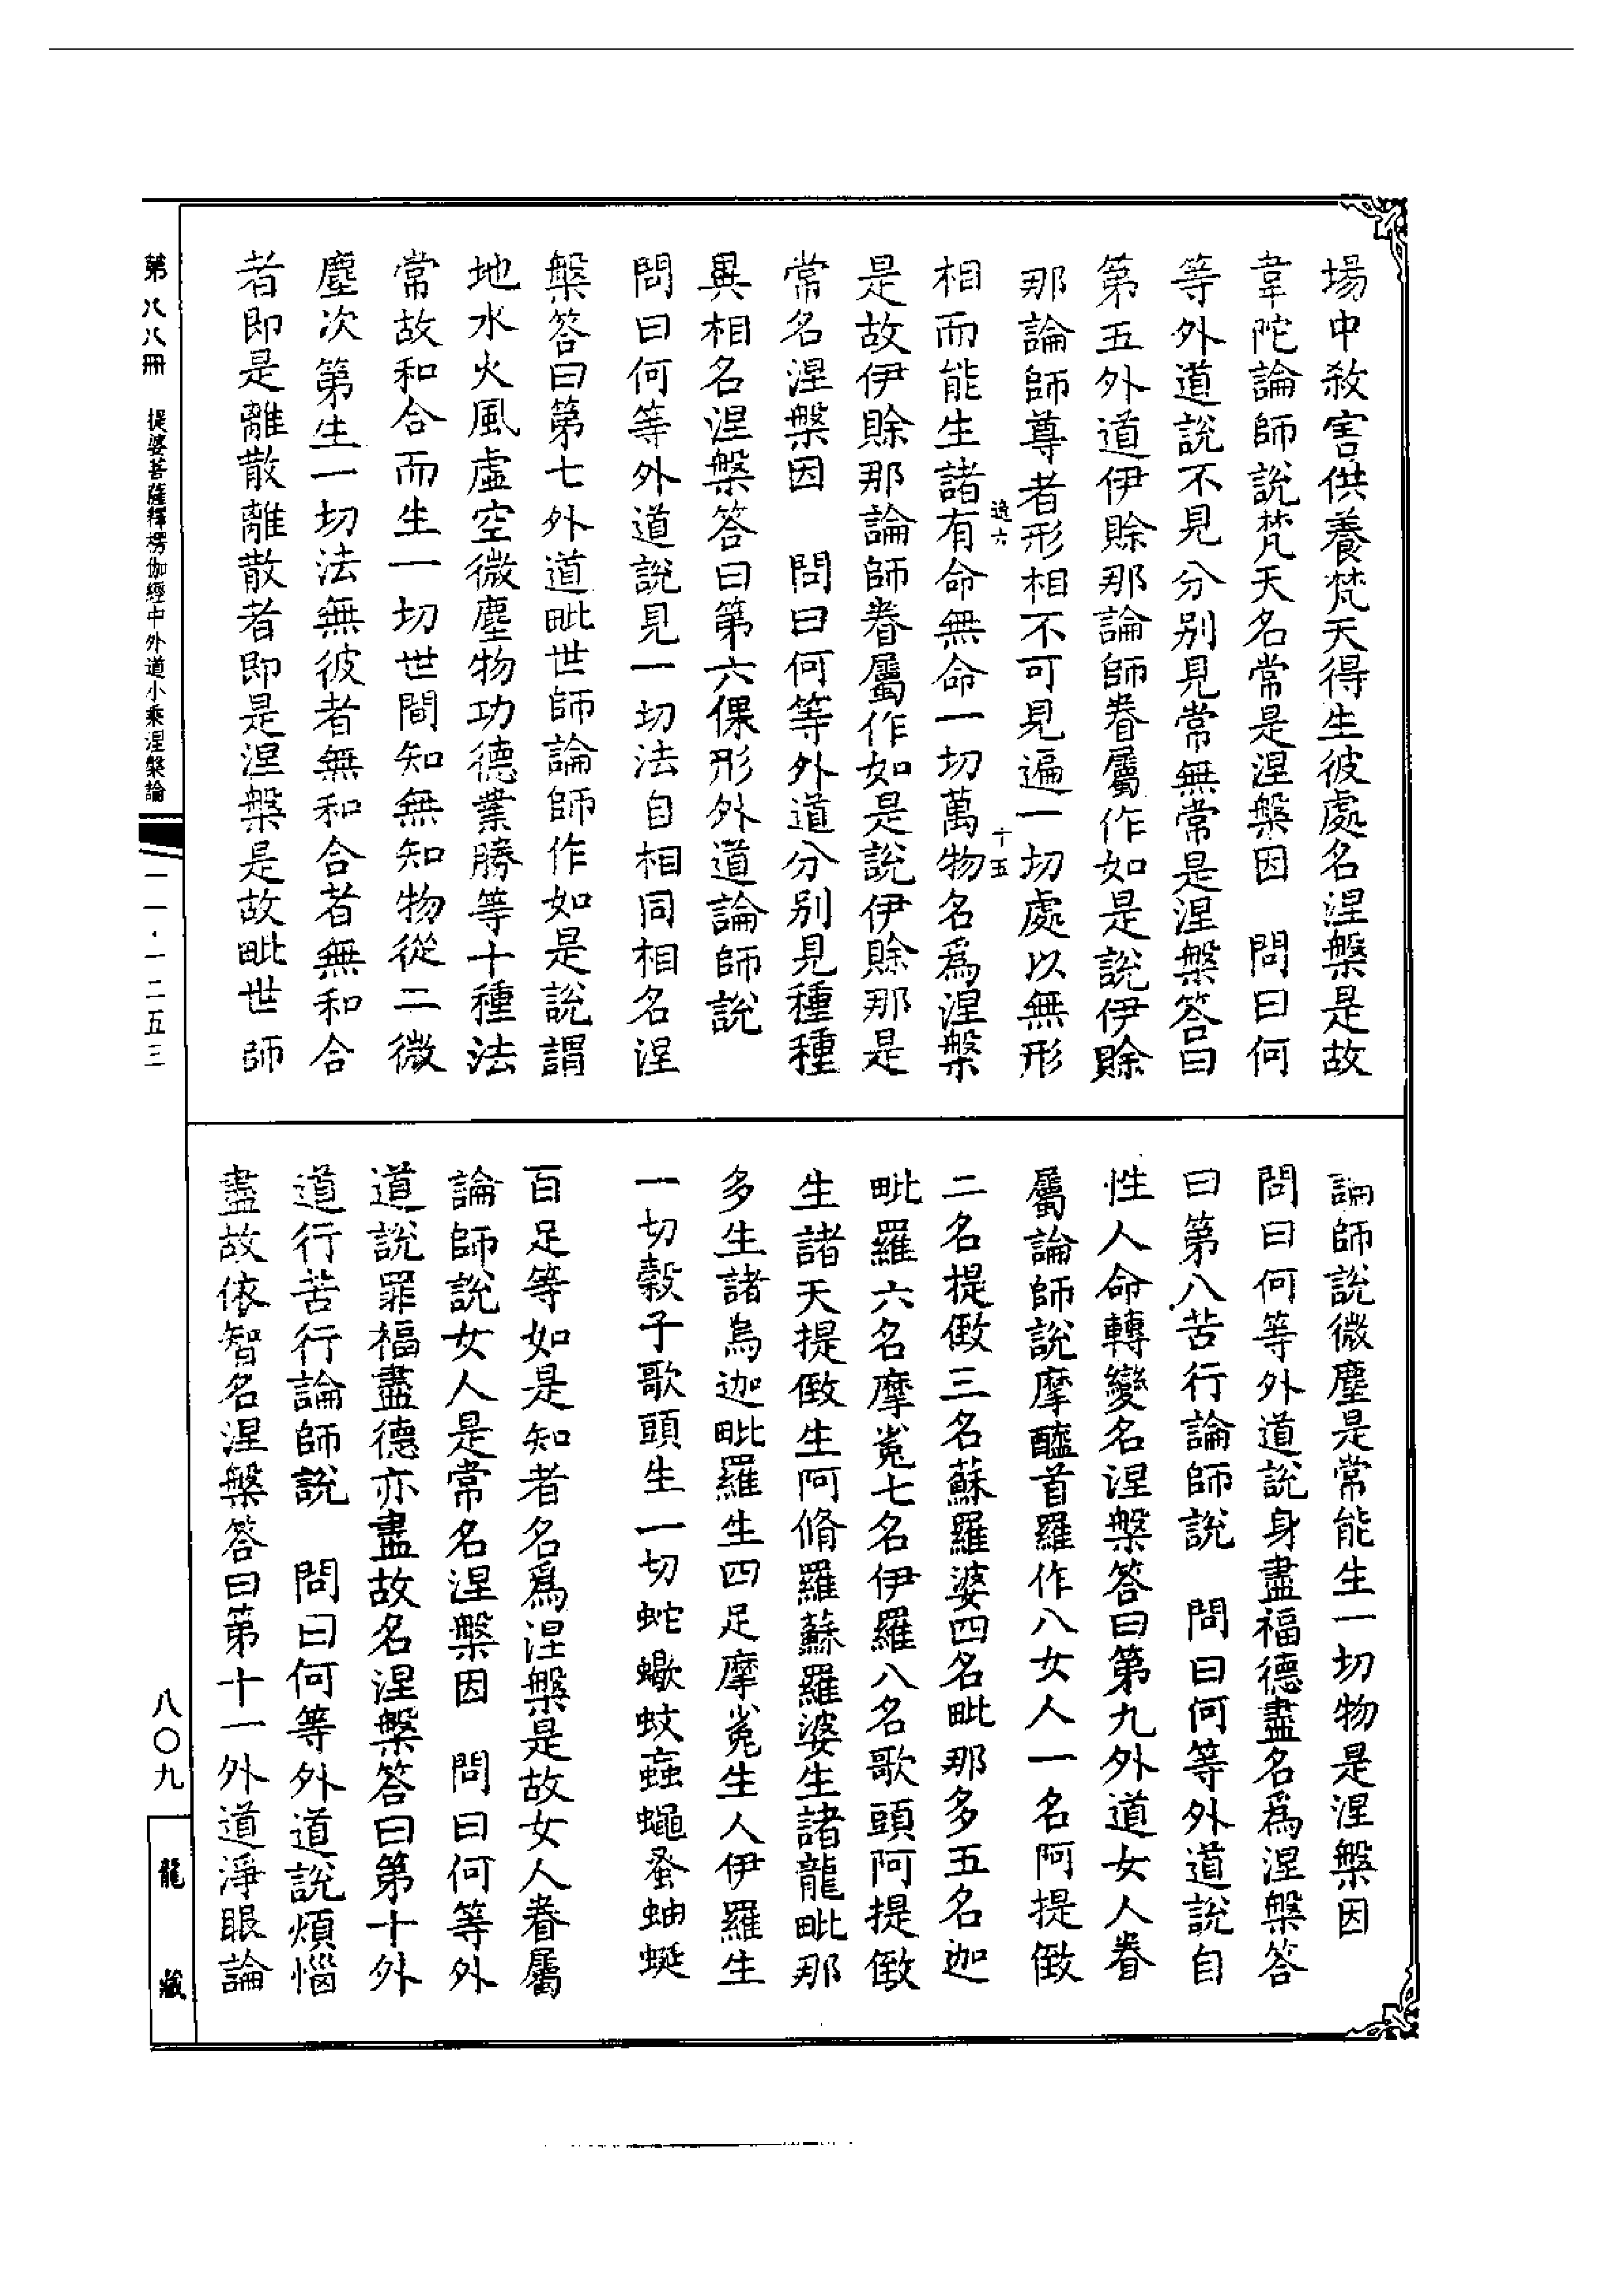 場中殺害供養梵天得生彼處名涅槃是故
韋陀論師說梵天名常是涅槃因　問曰何
等外道說不見分別見常無常是涅槃答曰
第五外道伊賒那論師眷屬作如是說伊賒
那論師尊者形相不可見遍一切處以無形
逸六　十五
相而能生諸有命無命一切萬物名為涅槃
是故伊賒那論師眷屬作如是說伊賒那是
常名涅槃因　問曰何等外道分別見種種
異相名涅槃答曰第六倮形外道論師說
問曰何等外道說見一切法自相同相名涅
槃答曰第七外道毗世師論師作如是說謂
地水火風虛空微塵物功德業勝等十種法
常故和合而生一切世間知無知物從二微
塵次第生一切法無彼者無和合者無和合
者即是離散離散者即是涅槃是故毗世師
論師說微塵是常能生一切物是涅槃因
問曰何等外道說身盡福德盡名為涅槃答
曰第八苦行論師說　問曰何等外道說自
性人命轉變名涅槃答曰第九外道女人眷
屬論師說摩醯首羅作八女人一名阿提㑄
二名提㑄三名蘇羅婆四名毗那多五名迦
毗羅六名摩㝹七名伊羅八名歌頭阿提㑄
生諸天提㑄生阿脩羅蘇羅婆生諸龍毗那
多生諸鳥迦毗羅生四足摩㝹生人伊羅生
一切穀子歌頭生一切蛇蠍蚊䖟蠅蚤蚰蜒
百足等如是知者名為涅槃是故女人眷屬
論師說女人是常名涅槃因　問曰何等外
道說罪福盡德亦盡故名涅槃答曰第十外
道行苦行論師說　問曰何等外道說煩惱
盡故依智名涅槃答曰第十一外道淨眼論
第八八冊　提婆菩薩釋楞伽經中外道小乘涅槃論
一一·一二五三
八〇九
龍藏